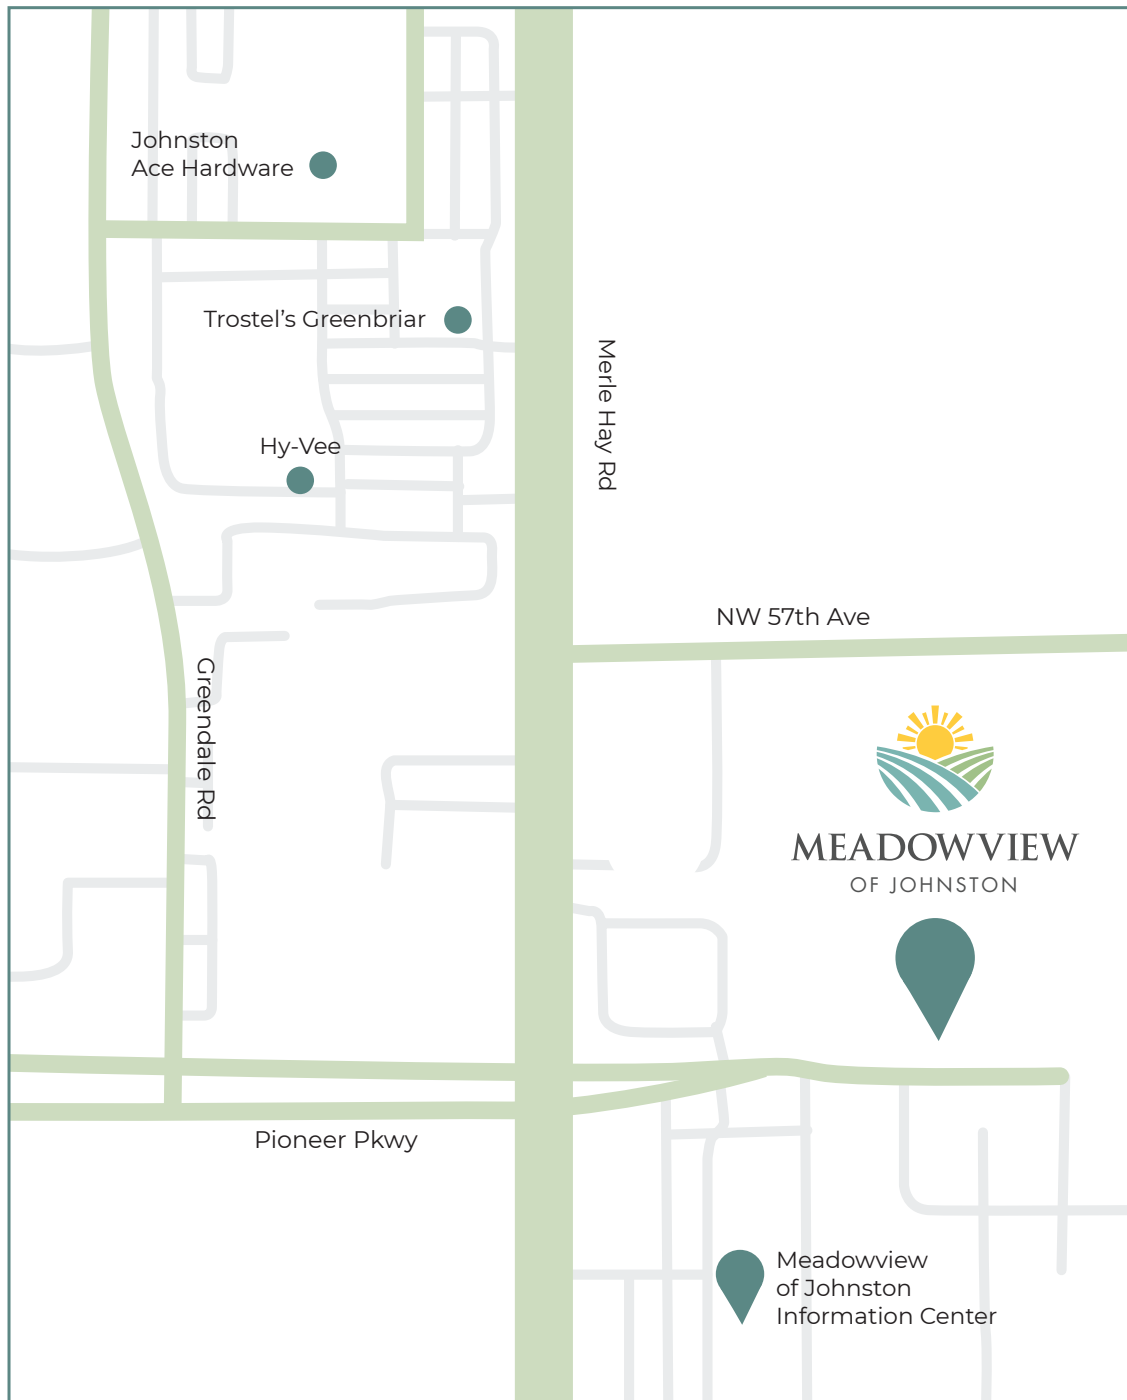 Johnston
Ace Hardware
Trostel’s Greenbriar
Merle Hay Rd
Hy-Vee
NW 57th Ave
Greendale Rd
MEADOWVIEW
OF JOHNSTON
Pioneer Pkwy
Meadowview
of Johnston
Information Center